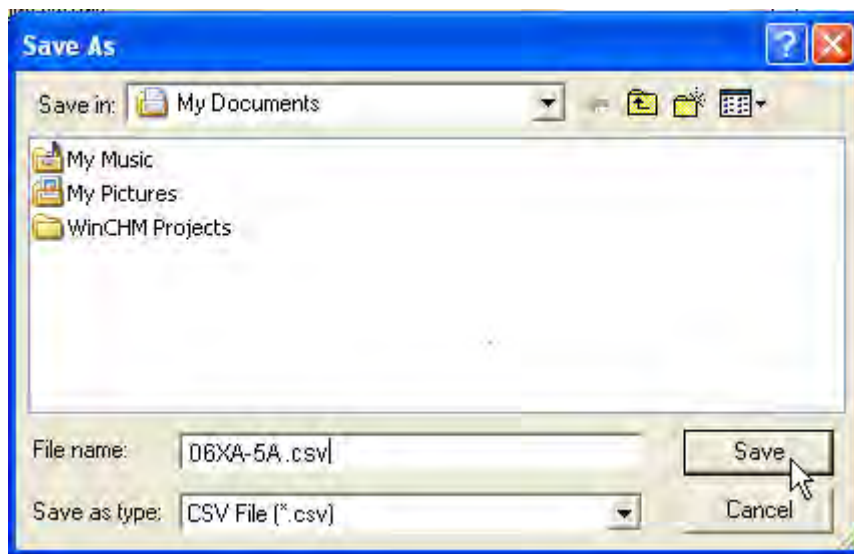 Save As
Save in: My Documents
My Music
My Pictures
WinCHM Projects
File name: 06XA-5A.csv
Save
Save as type: CSV File (*.csv)
Cancel